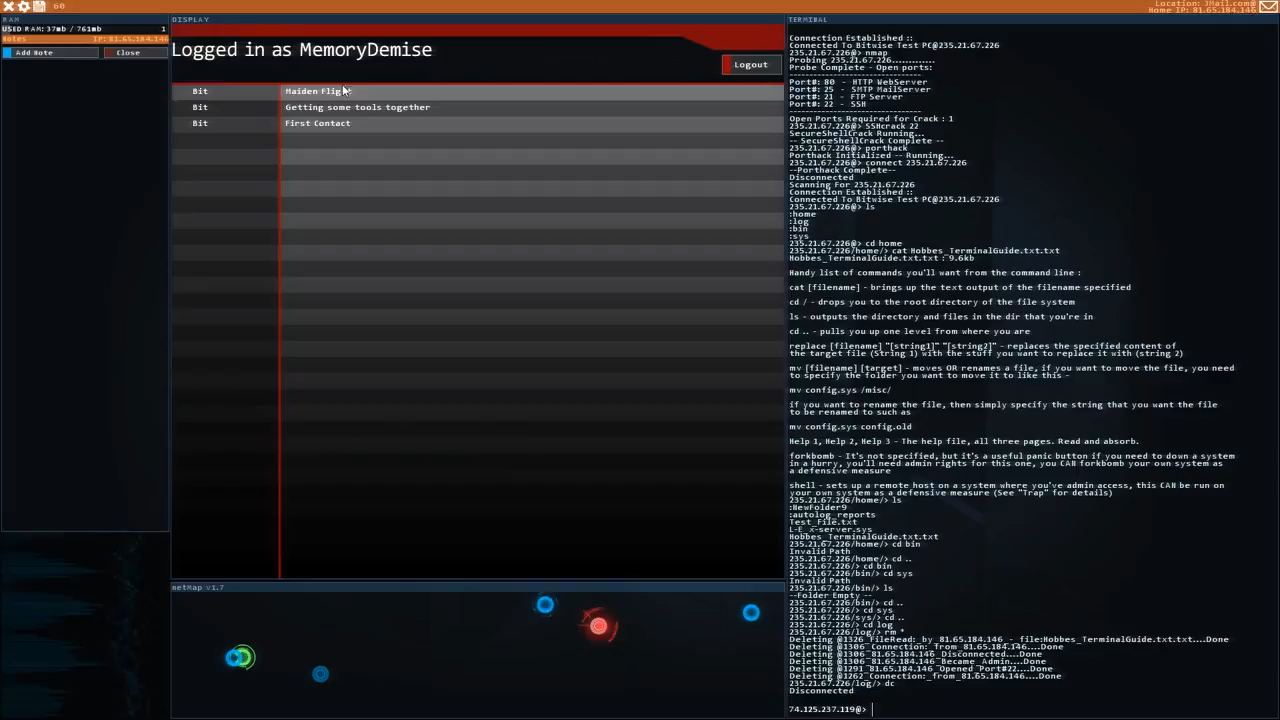 60
Location: JMail.com@
Home IP: 81.65.184.146
RAM
USED RAM: 37mb / 761mb 1
notes IP: 81.65.184.146
Add Note Close
DISPLAY
Logged in as MemoryDemise
Logout
Bit Maiden Flight
Bit Getting some tools together
Bit First Contact
netMap v1.7
TERMINAL
Connection Established ::
Connected To Bitwise Test PC@235.21.67.226
235.21.67.226@> nmap
Probing 235.21.67.226.............
Probe Complete - Open ports:
---------------------------------
Port#: 80 - HTTP WebServer
Port#: 25 - SMTP MailServer
Port#: 21 - FTP Server
Port#: 22 - SSH
---------------------------------
Open Ports Required for Crack : 1
235.21.67.226@> SSHcrack 22
SecureShellCrack Running...
-- SecureShellCrack Complete --
235.21.67.226@> porthack
Porthack Initialized -- Running...
235.21.67.226@> connect 235.21.67.226
--Porthack Complete--
Disconnected
Scanning For 235.21.67.226
Connection Established ::
Connected To Bitwise Test PC@235.21.67.226
235.21.67.226@> ls
:home
:log
:bin
:sys
235.21.67.226@> cd home
235.21.67.226/home/> cat Hobbes_TerminalGuide.txt.txt
Hobbes_TerminalGuide.txt.txt : 9.6kb
Handy list of commands you'll want from the command line :
cat [filename] - brings up the text output of the filename specified
cd / - drops you to the root directory of the file system
ls - outputs the directory and files in the dir that you're in
cd .. - pulls you up one level from where you are
replace [filename] "[string1]" "[string2]" - replaces the specified content of
the target file (String 1) with the stuff you want to replace it with (string 2)
mv [filename] [target] - moves OR renames a file, if you want to move the file, you need
to specify the folder you want to move it to like this -
mv config.sys /misc/
if you want to rename the file, then simply specify the string that you want the file
to be renamed to such as
mv config.sys config.old
Help 1, Help 2, Help 3 - The help file, all three pages. Read and absorb.
forkbomb - It's not specified, but it's a useful panic button if you need to down a system
in a hurry, you'll need admin rights for this one, you CAN forkbomb your own system as
a defensive measure
shell - sets up a remote host on a system where you've admin access, this CAN be run on
your own system as a defensive measure (See "Trap" for details)
235.21.67.226/home/> ls
:NewFolder9
:autolog_reports
Test_File.txt
L-E_x-server.sys
Hobbes_TerminalGuide.txt.txt
235.21.67.226/home/> cd bin
Invalid Path
235.21.67.226/home/> cd ..
235.21.67.226/> cd bin
235.21.67.226/bin/> cd sys
Invalid Path
235.21.67.226/bin/> ls
--Folder Empty --
235.21.67.226/bin/> cd ..
235.21.67.226/> cd sys
235.21.67.226/sys/> cd ..
235.21.67.226/> cd log
235.21.67.226/log/> rm *
Deleting @1326_FileRead:_by_81.65.184.146_-_file:Hobbes_TerminalGuide.txt.txt....Done
Deleting @1306_Connection:_from_81.65.184.146....Done
Deleting @1306_81.65.184.146_Disconnected....Done
Deleting @1306_81.65.184.146_Became_Admin....Done
Deleting @1291_81.65.184.146_Opened_Port#22....Done
Deleting @1262_Connection:_from_81.65.184.146....Done
235.21.67.226/log/> dc
Disconnected
74.125.237.119@>